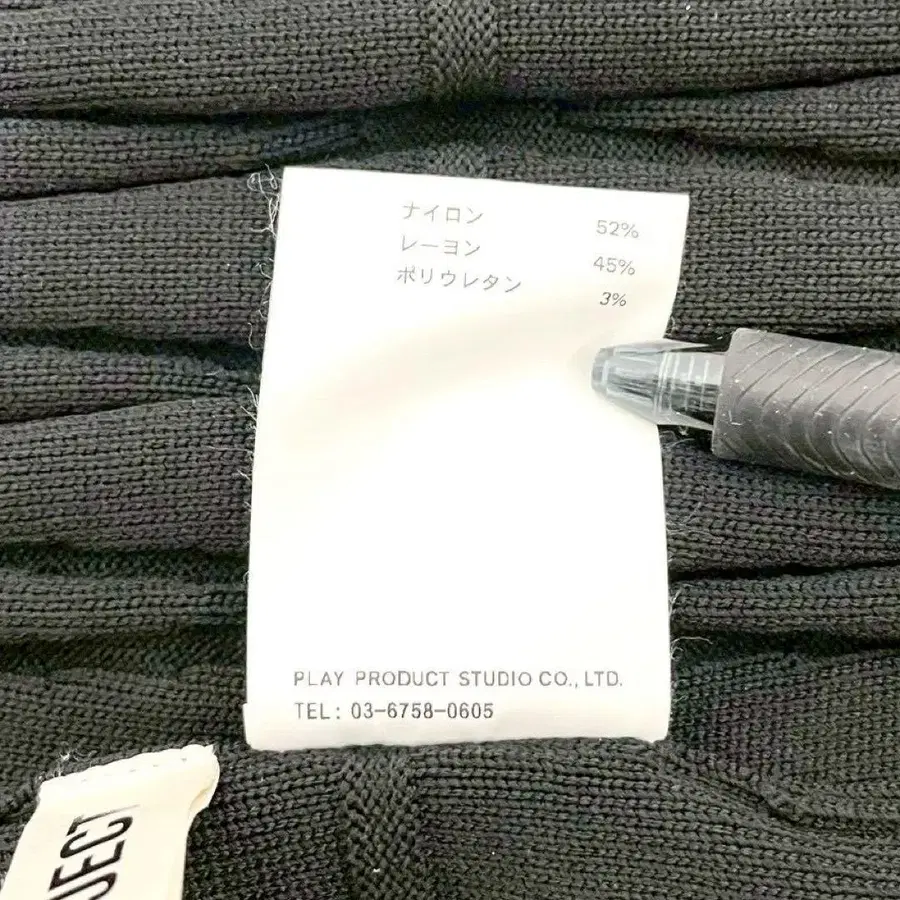 ナイロン 52%
レーヨン 45%
ポリウレタン 3%
PLAY PRODUCT STUDIO CO., LTD.
TEL: 03-6758-0605